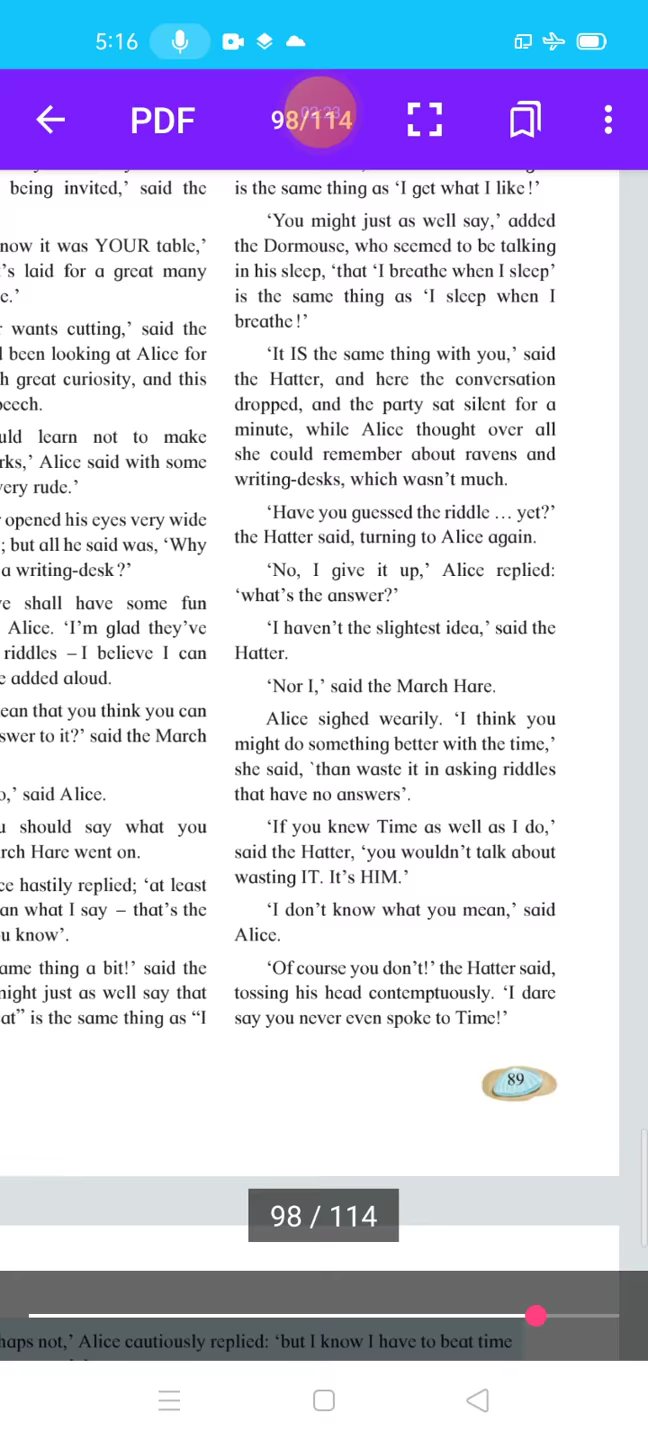 5:16
PDF
98/114
being invited,’ said the
now it was YOUR table,’
’s laid for a great many
e.’
wants cutting,’ said the
been looking at Alice for
h great curiosity, and this
peech.
uld learn not to make
rks,’ Alice said with some
very rude.’
opened his eyes very wide
; but all he said was, ‘Why
a writing-desk?’
e shall have some fun
Alice. ‘I’m glad they’ve
riddles – I believe I can
e added aloud.
ean that you think you can
swer to it?’ said the March
o,’ said Alice.
u should say what you
rch Hare went on.
ce hastily replied; ‘at least
an what I say – that’s the
u know’.
ame thing a bit!’ said the
might just as well say that
at” is the same thing as “I
is the same thing as ‘I get what I like!’
‘You might just as well say,’ added
the Dormouse, who seemed to be talking
in his sleep, ‘that ‘I breathe when I sleep’
is the same thing as ‘I sleep when I
breathe!’
‘It IS the same thing with you,’ said
the Hatter, and here the conversation
dropped, and the party sat silent for a
minute, while Alice thought over all
she could remember about ravens and
writing-desks, which wasn’t much.
‘Have you guessed the riddle … yet?’
the Hatter said, turning to Alice again.
‘No, I give it up,’ Alice replied:
‘what’s the answer?’
‘I haven’t the slightest idea,’ said the
Hatter.
‘Nor I,’ said the March Hare.
Alice sighed wearily. ‘I think you
might do something better with the time,’
she said, `than waste it in asking riddles
that have no answers’.
‘If you knew Time as well as I do,’
said the Hatter, ‘you wouldn’t talk about
wasting IT. It’s HIM.’
‘I don’t know what you mean,’ said
Alice.
‘Of course you don’t!’ the Hatter said,
tossing his head contemptuously. ‘I dare
say you never even spoke to Time!’
89
98 / 114
haps not,’ Alice cautiously replied: ‘but I know I have to beat time